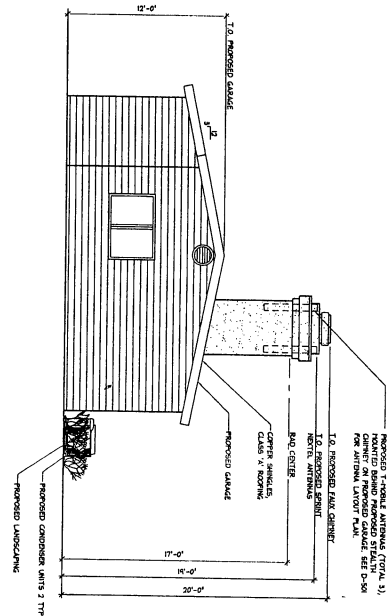 12'-0"
T.O. PROPOSED GARAGE
3
12
PROPOSED T-MOBILE ANTENNAS (TOTAL 3),
MOUNTED BEHIND PROPOSED STEALTH
CHIMNEY ON PROPOSED GARAGE. SEE D-501
FOR ANTENNA LAYOUT PLAN.
T.O. PROPOSED FAUX CHIMNEY
T.O. PROPOSED SPRINT
NEXTEL ANTENNAS
RAD CENTER
COPPER SHINGLES,
CLASS 'A' ROOFING
PROPOSED GARAGE
17'-0"
19'-0"
20'-0"
PROPOSED CONDENSER UNITS 2 TYP
PROPOSED LANDSCAPING